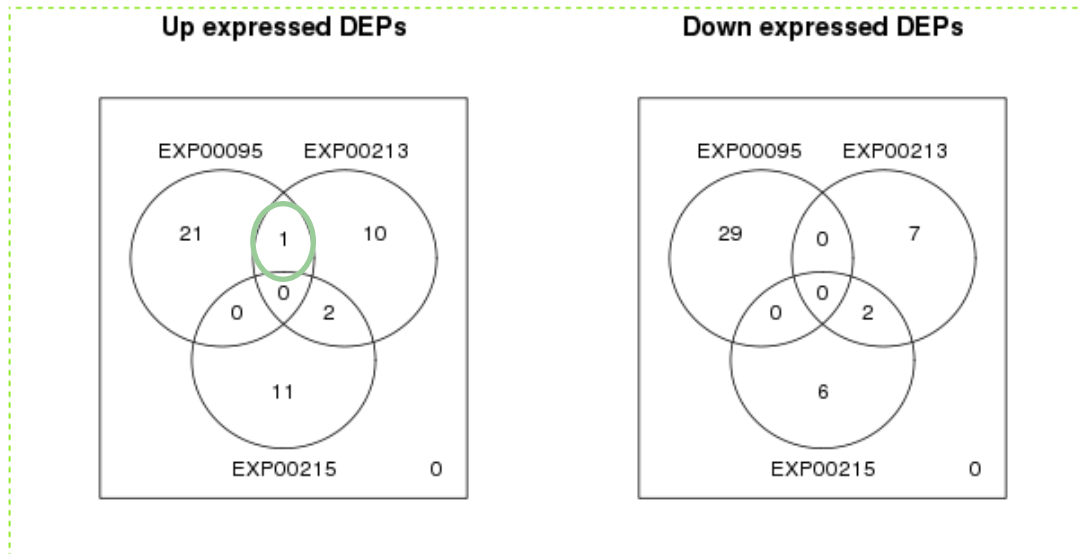 Up expressed DEPs
EXP00095 EXP00213
21 1 10
0
0 2
11
EXP00215 0
Down expressed DEPs
EXP00095 EXP00213
29 0 7
0
0 2
6
EXP00215 0